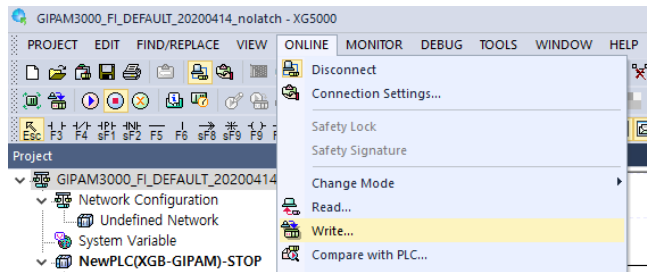 GIPAM3000_FI_DEFAULT_20200414_nolatch - XG5000
PROJECT EDIT FIND/REPLACE VIEW ONLINE MONITOR DEBUG TOOLS WINDOW HELP
Disconnect
Connection Settings...
Safety Lock
Esc F3 F4 sF1 sF2 F5 F6 sF8 sF9 F9
Safety Signature
Project
GIPAM3000_FI_DEFAULT_20200414
Change Mode
Network Configuration
Read...
Undefined Network
Write...
System Variable
NewPLC(XGB-GIPAM)-STOP
Compare with PLC...